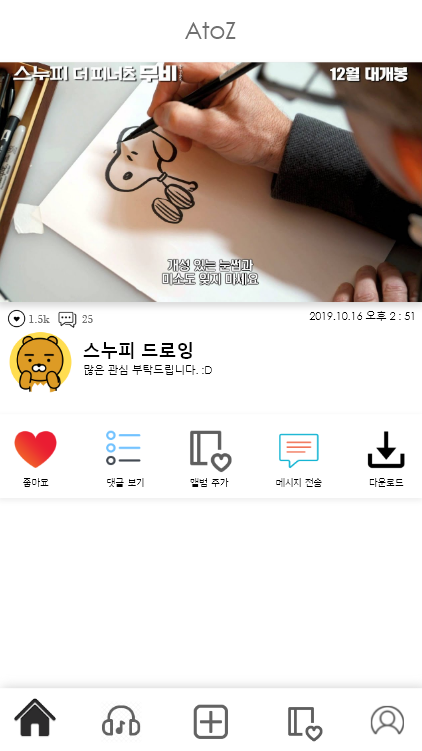 AtoZ
스누피 더 피너츠 무비
12월 대개봉
개성 있는 눈썹과
미소도 잊지 마세요
1.5k 25
2019.10.16 오후 2 : 51
스누피 드로잉
많은 관심 부탁드립니다. :D
좋아요 댓글 보기 앨범 추가 메시지 전송 다운로드